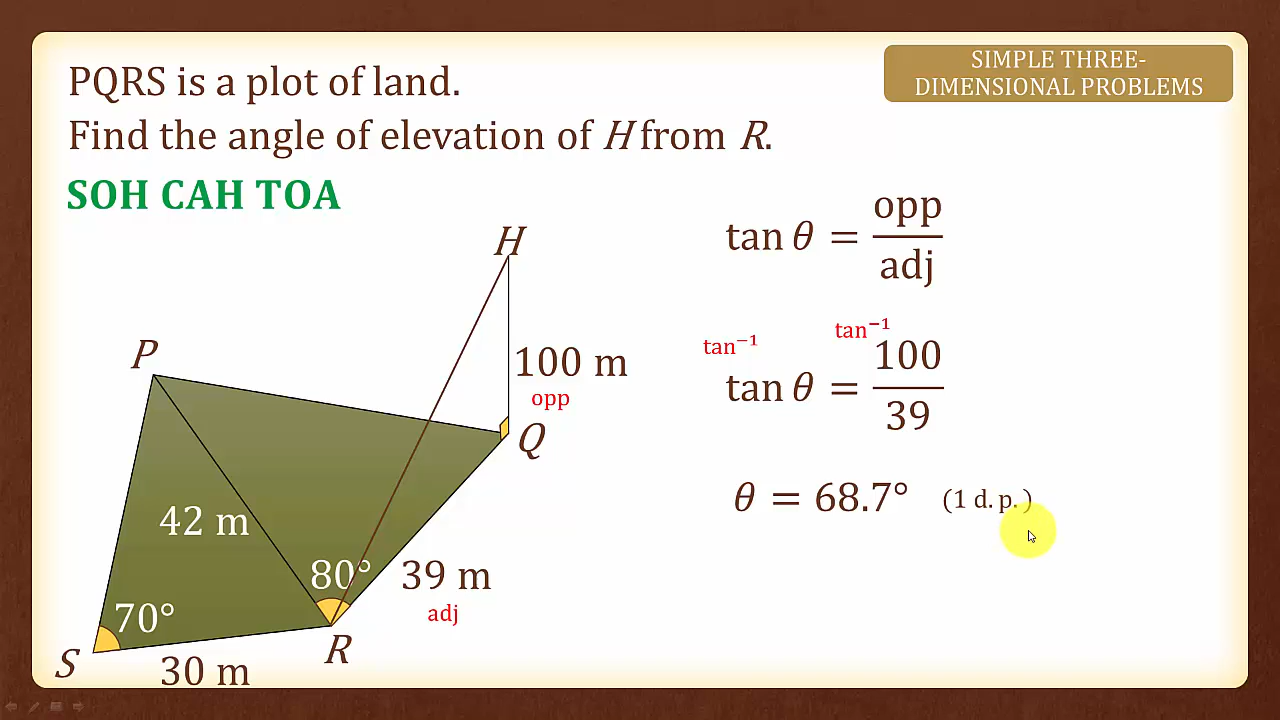 SIMPLE THREE-
DIMENSIONAL PROBLEMS
PQRS is a plot of land.
Find the angle of elevation of H from R.
SOH CAH TOA
H
P
100 m
opp
Q
42 m
80°
39 m
adj
70°
S
R
30 m
tan θ = opp
adj
tan⁻¹ tan⁻¹
tan θ = 100
39
θ = 68.7° (1 d. p. )